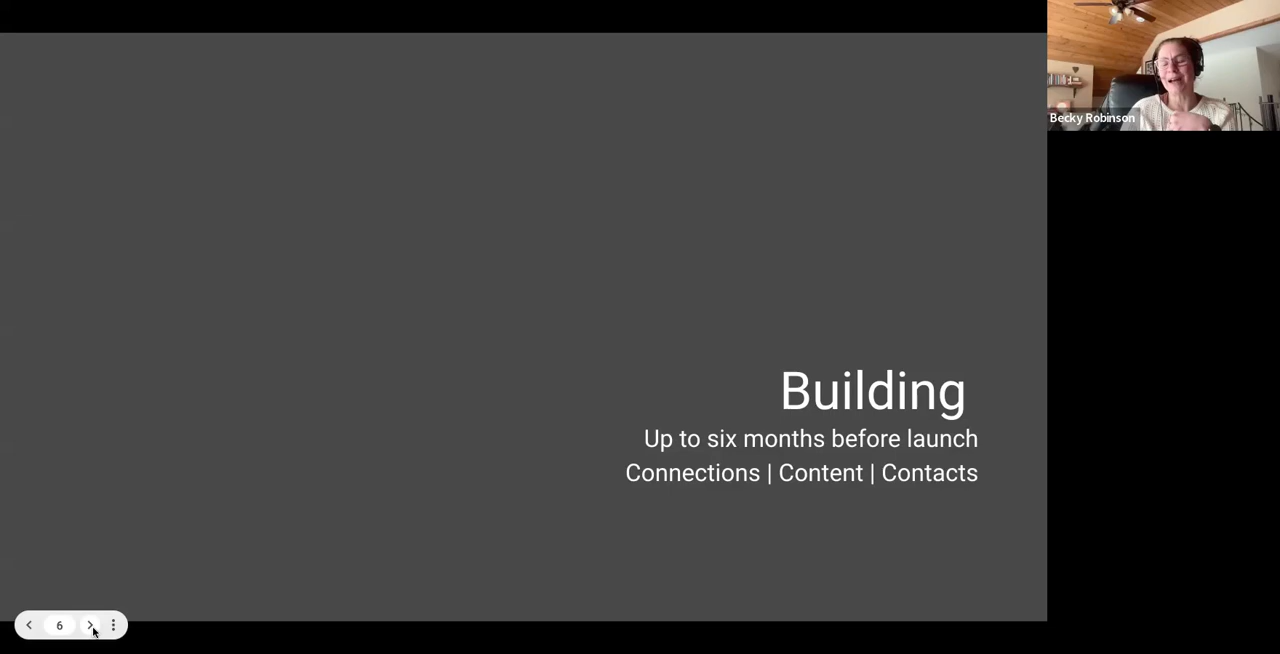 Becky Robinson
Building
Up to six months before launch
Connections | Content | Contacts
6